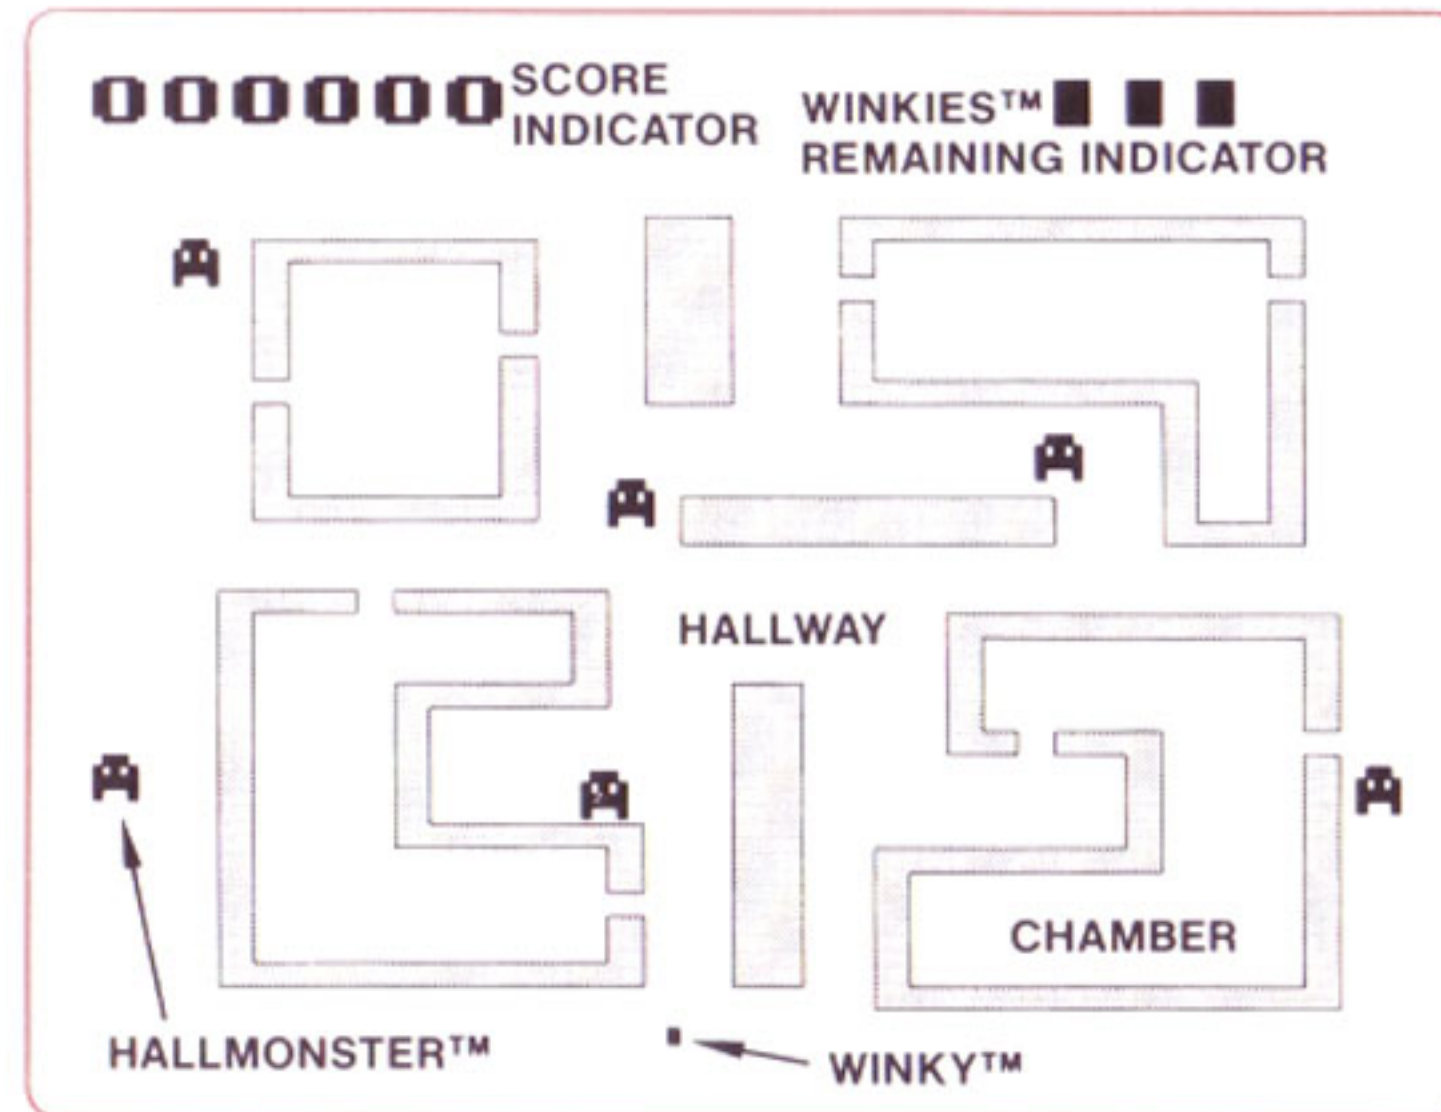 000000 SCORE
INDICATOR
WINKIES™
REMAINING INDICATOR
HALLWAY
CHAMBER
HALLMONSTER™
WINKY™